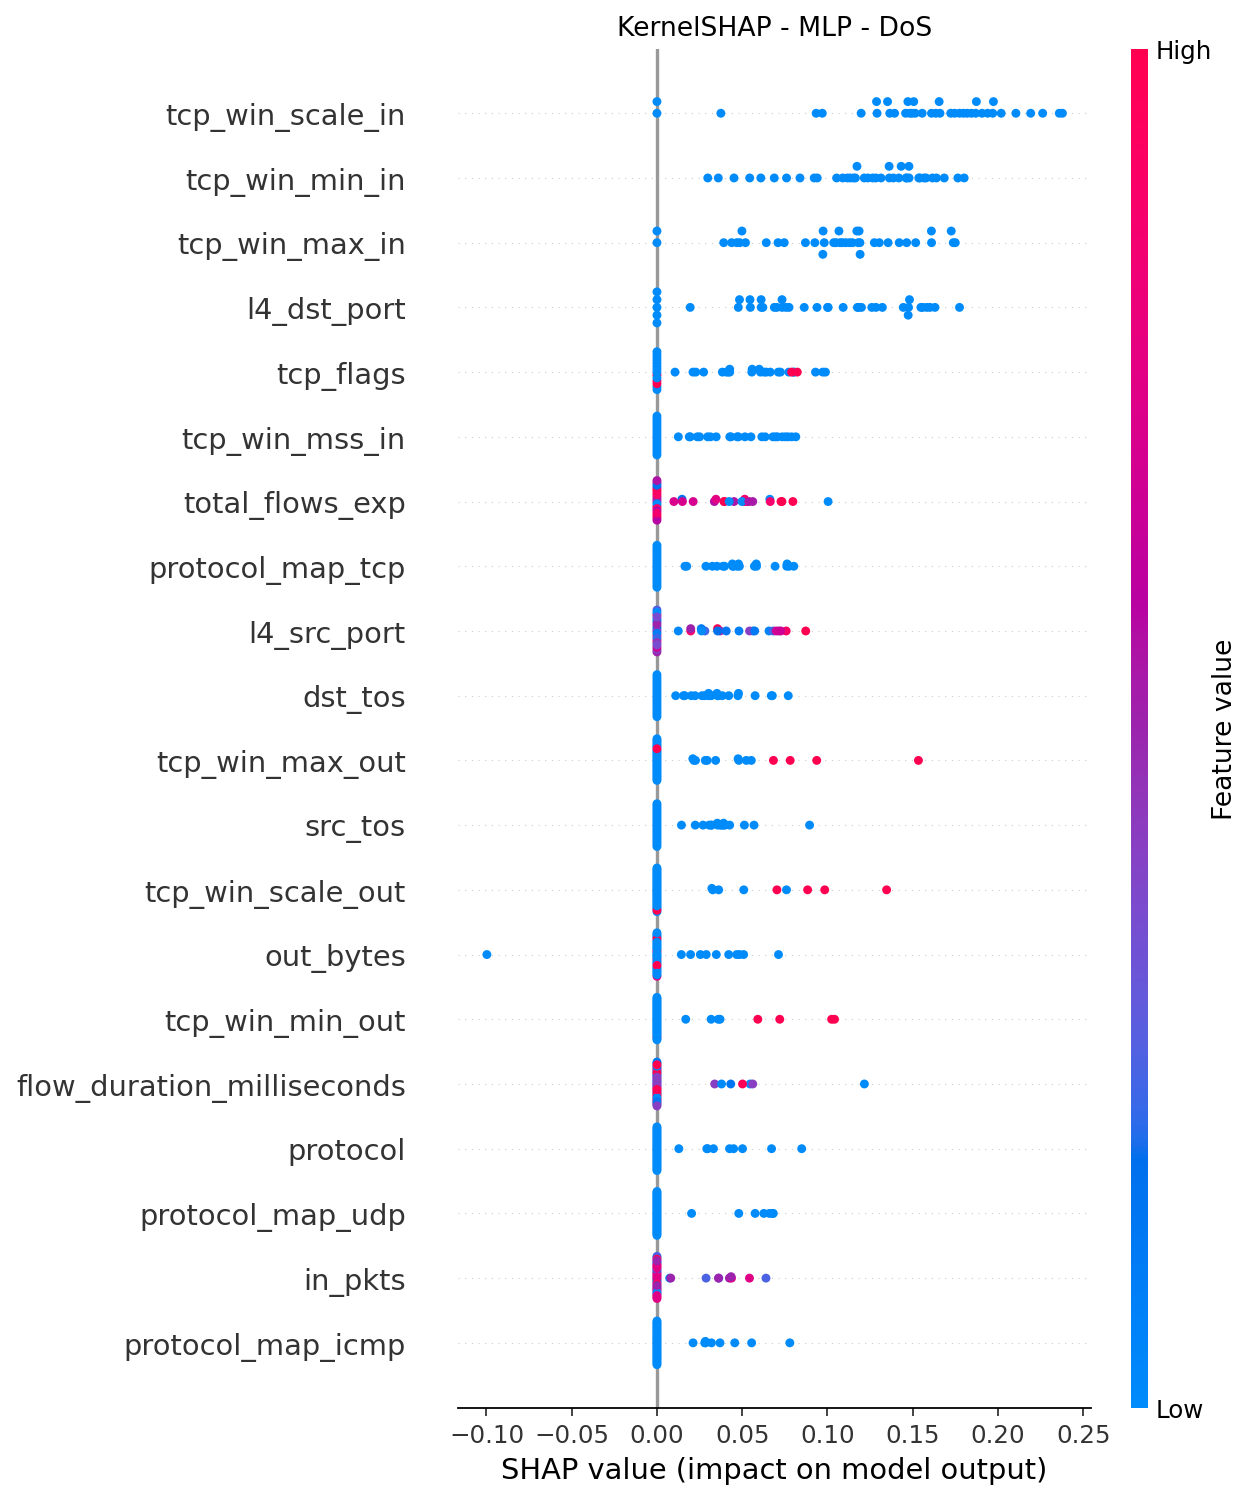 KernelSHAP - MLP - DoS
High
tcp_win_scale_in
tcp_win_min_in
tcp_win_max_in
l4_dst_port
tcp_flags
tcp_win_mss_in
total_flows_exp
protocol_map_tcp
l4_src_port
dst_tos
tcp_win_max_out
src_tos
tcp_win_scale_out
out_bytes
tcp_win_min_out
flow_duration_milliseconds
protocol
protocol_map_udp
in_pkts
protocol_map_icmp
Feature value
Low
−0.10 −0.05 0.00 0.05 0.10 0.15 0.20 0.25
SHAP value (impact on model output)